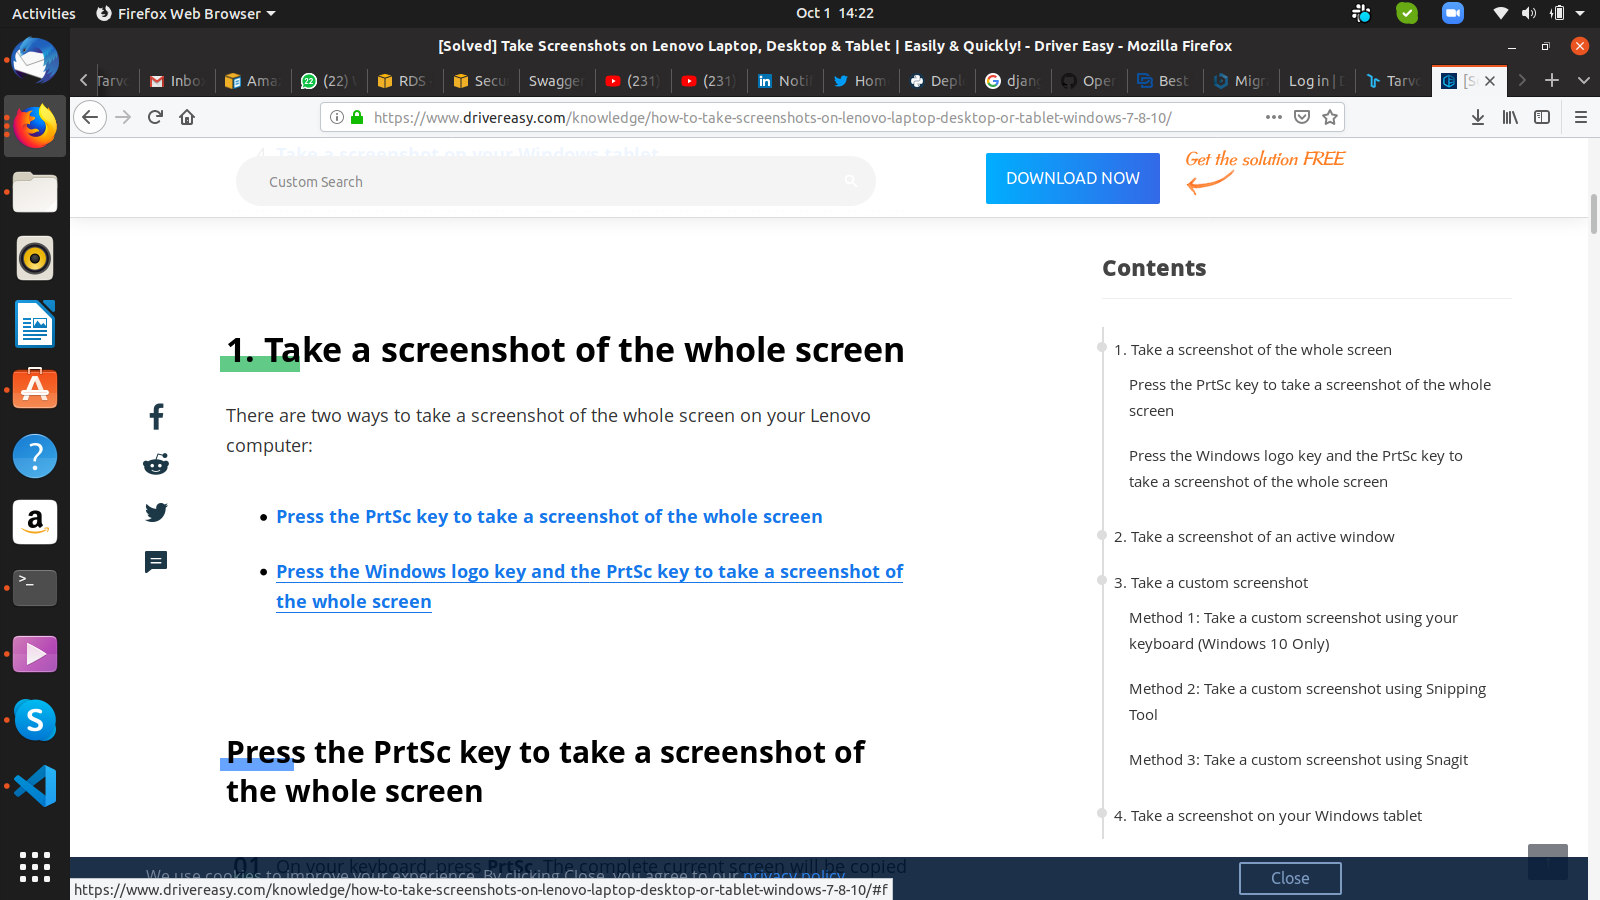 Activities
Firefox Web Browser
Oct 1 14:22
[Solved] Take Screenshots on Lenovo Laptop, Desktop & Tablet | Easily & Quickly! - Driver Easy - Mozilla Firefox
Tarvo
Inbo
Ama
(22)
RDS
Secu
Swagger
(231)
(231)
Noti
Hom
Deplo
djang
Oper
Best
Migra
Log in | D
Tarvo
[S
https://www.drivereasy.com/knowledge/how-to-take-screenshots-on-lenovo-laptop-desktop-or-tablet-windows-7-8-10/
4. Take a screenshot on your Windows tablet
Custom Search
DOWNLOAD NOW
Get the solution FREE
1. Take a screenshot of the whole screen
There are two ways to take a screenshot of the whole screen on your Lenovo
computer:
Press the PrtSc key to take a screenshot of the whole screen
Press the Windows logo key and the PrtSc key to take a screenshot of
the whole screen
Press the PrtSc key to take a screenshot of
the whole screen
01 On your keyboard, press PrtSc. The complete current screen will be copied
Contents
1. Take a screenshot of the whole screen
Press the PrtSc key to take a screenshot of the whole
screen
Press the Windows logo key and the PrtSc key to
take a screenshot of the whole screen
2. Take a screenshot of an active window
3. Take a custom screenshot
Method 1: Take a custom screenshot using your
keyboard (Windows 10 Only)
Method 2: Take a custom screenshot using Snipping
Tool
Method 3: Take a custom screenshot using Snagit
4. Take a screenshot on your Windows tablet
We use cookies to improve your experience. By clicking Close, you agree to our privacy policy.
Close
https://www.drivereasy.com/knowledge/how-to-take-screenshots-on-lenovo-laptop-desktop-or-tablet-windows-7-8-10/#f